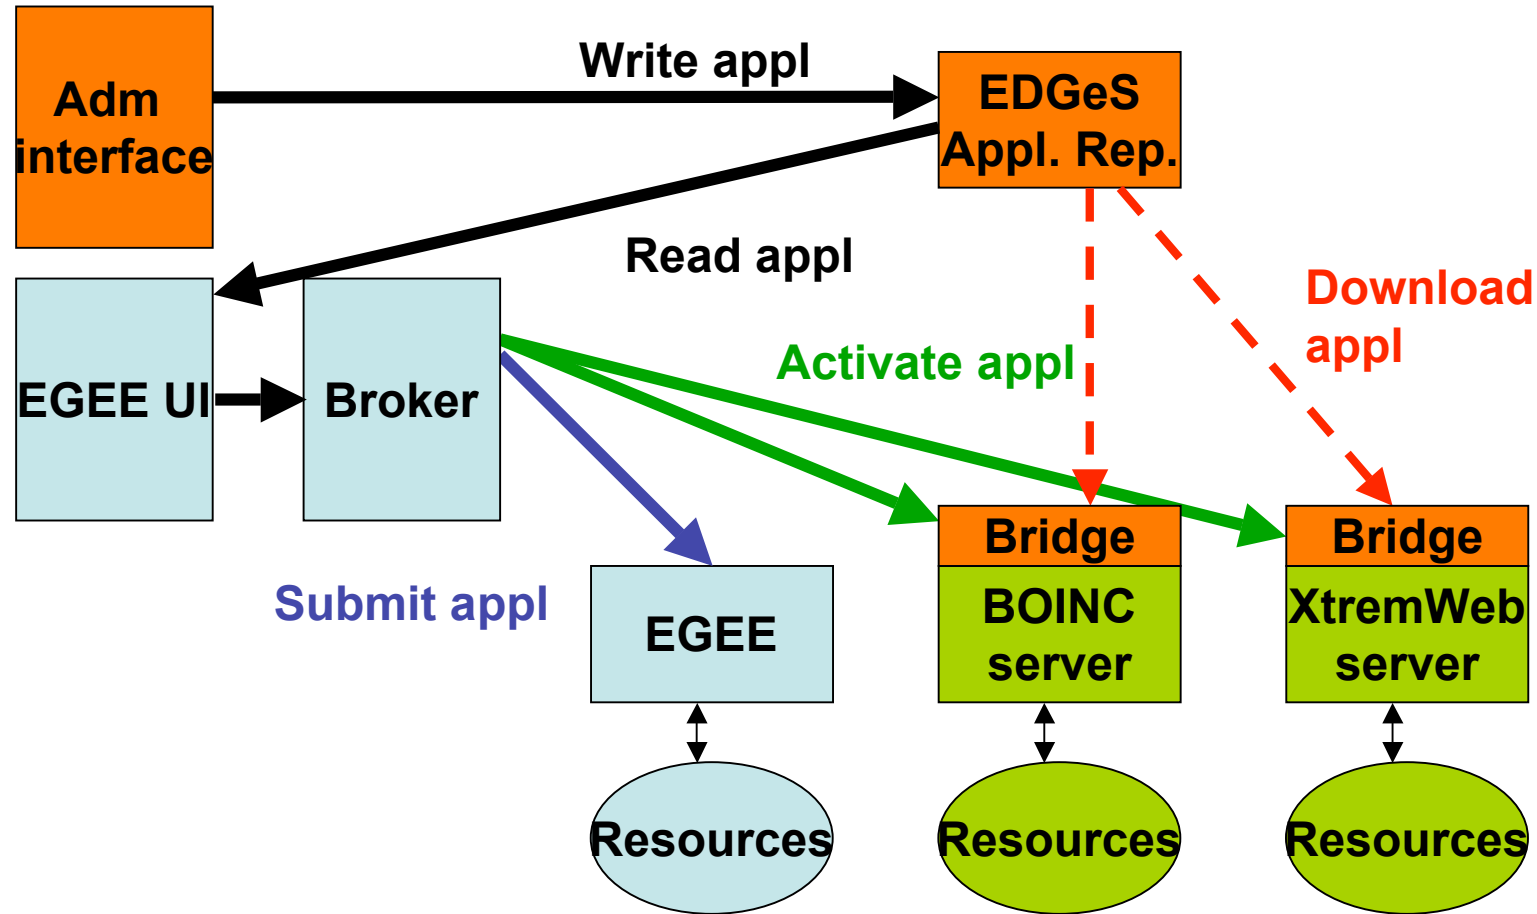 Write appl
Adm
interface
EDGeS
Appl. Rep.
Read appl
Download
appl
EGEE UI
Broker
Activate appl
Submit appl
EGEE
Bridge
BOINC
server
Bridge
XtremWeb
server
Resources
Resources
Resources